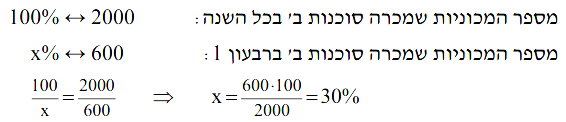 מספר המכוניות שמכרה סוכנות ב' בכל השנה: 100% ↔ 2000
מספר המכוניות שמכרה סוכנות ב' ברבעון 1: x% ↔ 600
100/x = 2000/600 ⇒ x = 600·100/2000 = 30%